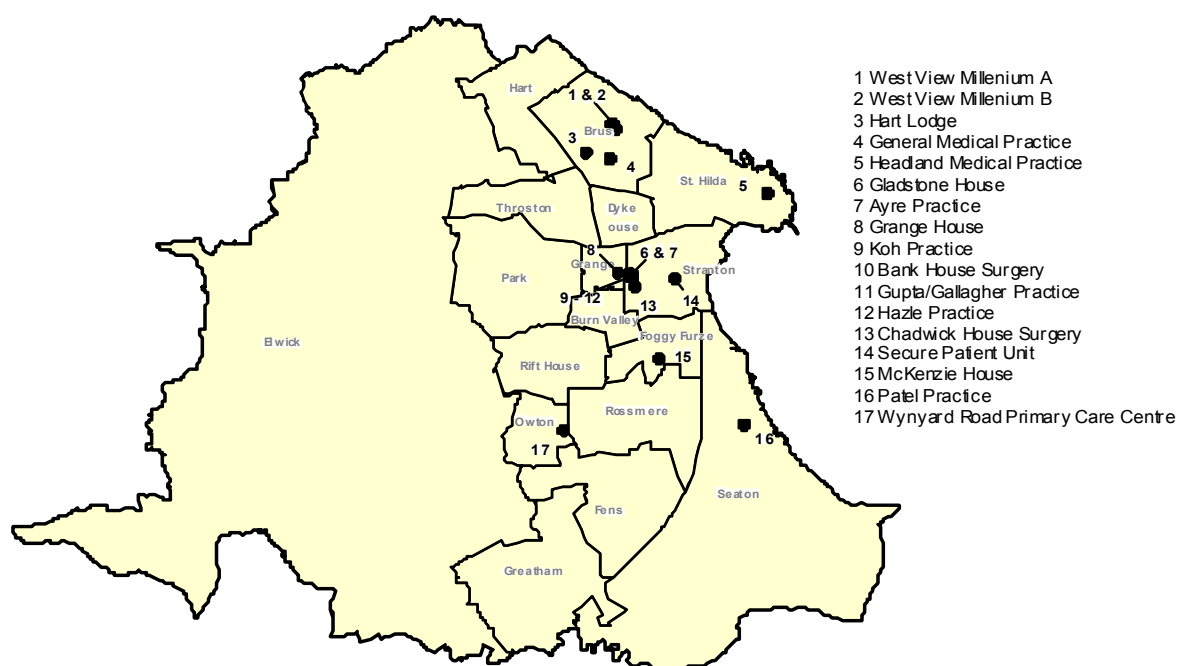 Hart
1 & 2
Brus
3
4
St. Hilda
5
Throston
Dyke
ouse
8
6 & 7
Grange
Stranton
Park
9 - 12
13
14
Burn Valley
Foggy Furze
Elwick
15
Rift House
Rossmere
Owton
17
16
Seaton
Fens
Greatham
1 West View Millenium A
2 West View Millenium B
3 Hart Lodge
4 General Medical Practice
5 Headland Medical Practice
6 Gladstone House
7 Ayre Practice
8 Grange House
9 Koh Practice
10 Bank House Surgery
11 Gupta/Gallagher Practice
12 Hazle Practice
13 Chadwick House Surgery
14 Secure Patient Unit
15 McKenzie House
16 Patel Practice
17 Wynyard Road Primary Care Centre